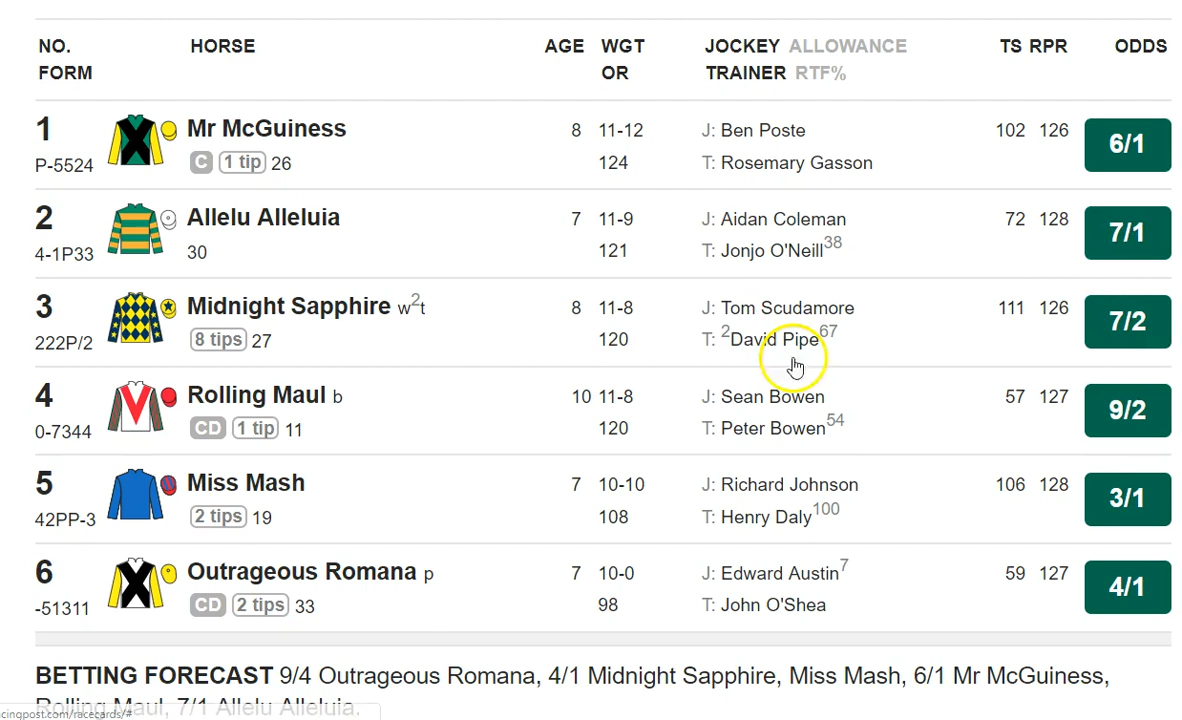 NO. HORSE AGE WGT JOCKEY ALLOWANCE TS RPR ODDS
FORM OR TRAINER RTF%
1 Mr McGuiness 8 11-12 J: Ben Poste 102 126 6/1
P-5524 C 1 tip 26 124 T: Rosemary Gasson
2 Allelu Alleluia 7 11-9 J: Aidan Coleman 72 128 7/1
4-1P33 30 121 T: Jonjo O'Neill38
3 Midnight Sapphire w2t 8 11-8 J: Tom Scudamore 111 126 7/2
222P/2 8 tips 27 120 T: 2David Pipe67
4 Rolling Maul b 10 11-8 J: Sean Bowen 57 127 9/2
0-7344 CD 1 tip 11 120 T: Peter Bowen54
5 Miss Mash 7 10-10 J: Richard Johnson 106 128 3/1
42PP-3 2 tips 19 108 T: Henry Daly100
6 Outrageous Romana p 7 10-0 J: Edward Austin7 59 127 4/1
-51311 CD 2 tips 33 98 T: John O'Shea
BETTING FORECAST 9/4 Outrageous Romana, 4/1 Midnight Sapphire, Miss Mash, 6/1 Mr McGuiness,
Rolling Maul, 7/1 Allelu Alleluia.
cingpost.com/racecards/#